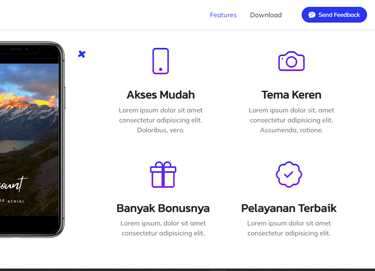 Features
Download
Send Feedback
Akses Mudah
Lorem ipsum dolor sit amet
consectetur adipisicing elit.
Doloribus, vero.
Tema Keren
Lorem ipsum dolor sit, amet
consectetur adipisicing elit.
Assumenda, ratione.
AERIAL
Banyak Bonusnya
Lorem ipsum, dolor sit amet
consectetur adipisicing elit.
Pelayanan Terbaik
Lorem ipsum dolor sit amet
consectetur adipisicing elit.